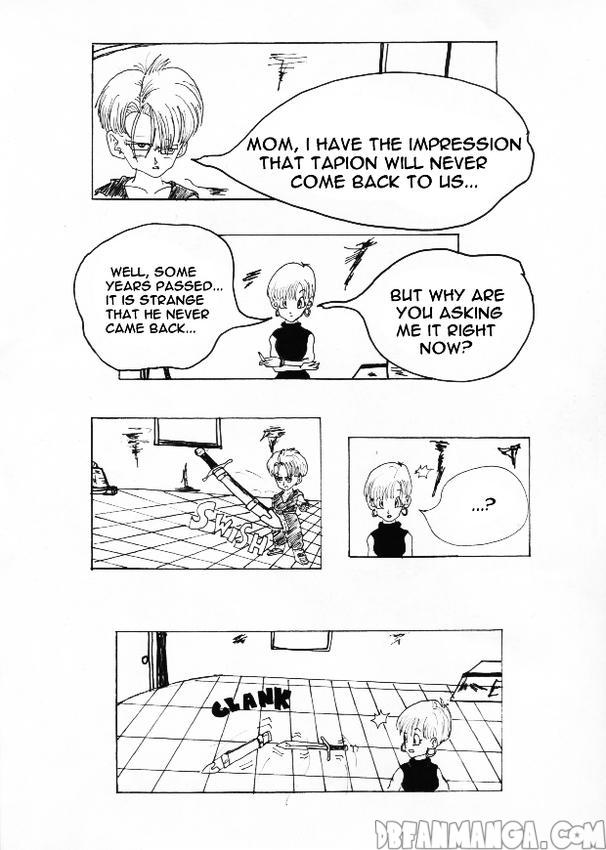 MOM, I HAVE THE IMPRESSION
THAT TAPION WILL NEVER
COME BACK TO US...
WELL, SOME
YEARS PASSED...
IT IS STRANGE
THAT HE NEVER
CAME BACK...
BUT WHY ARE
YOU ASKING
ME IT RIGHT
NOW?
SWISH
...?
CLANK
DBFANMANGA.COM